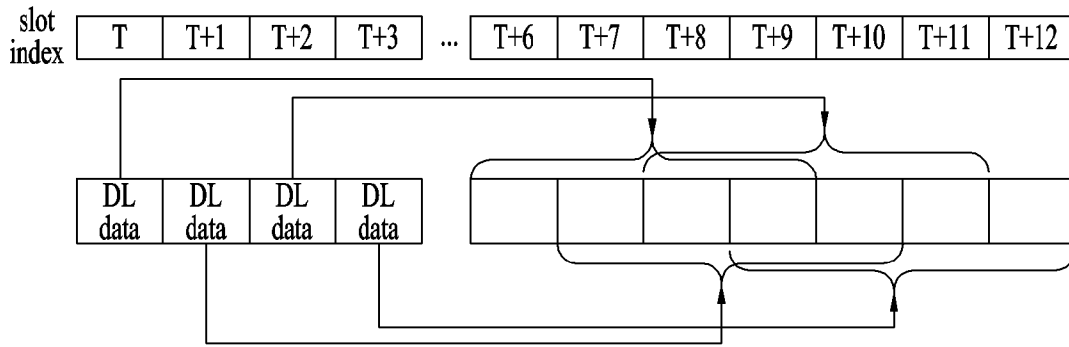 slot index T T+1 T+2 T+3 ... T+6 T+7 T+8 T+9 T+10 T+11 T+12
DL data DL data DL data DL data